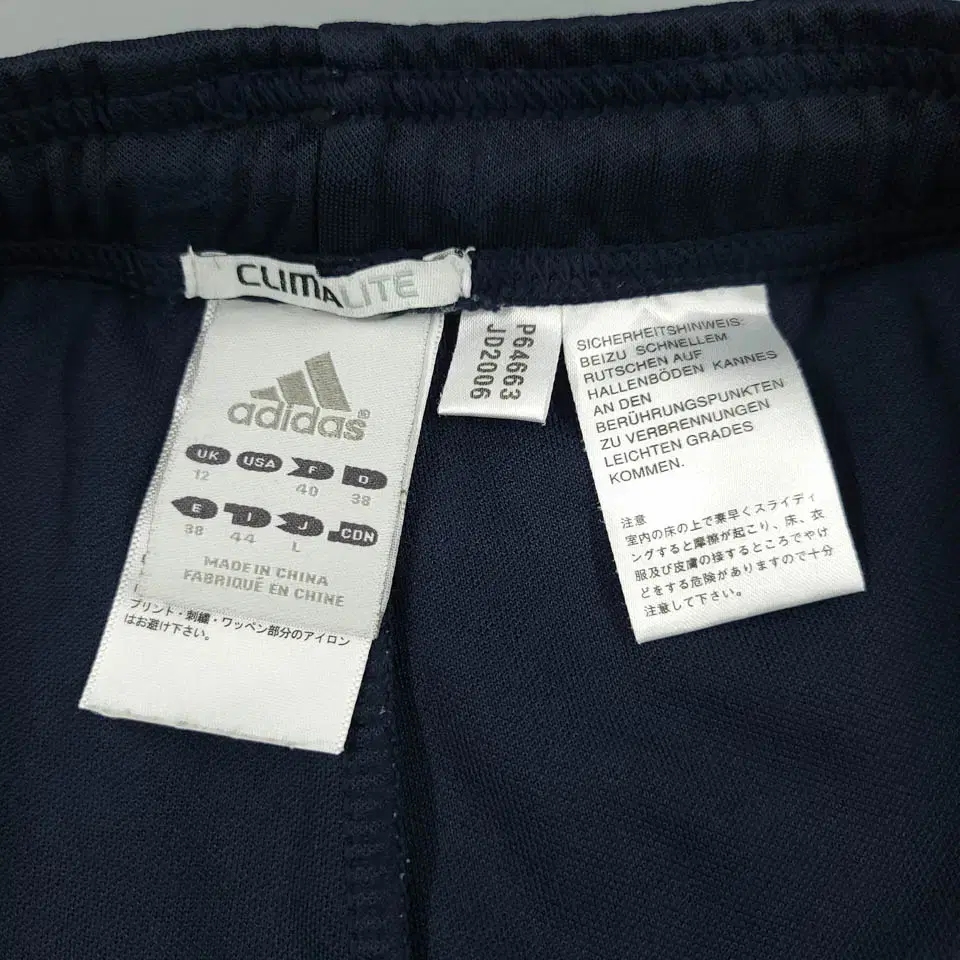 CLIMALITE
adidas®
UK USA F D
12 40 38
E I J CDN
38 44 L
MADE IN CHINA
FABRIQUÉ EN CHINE
プリント・刺繍・ワッペン部分のアイロン
はお避け下さい。
P64663
JD2006
SICHERHEITSHINWEIS:
BEIZU SCHNELLEM
RUTSCHEN AUF
HALLENBÖDEN KANNES
AN DEN
BERÜHRUNGSPUNKTEN
ZU VERBRENNUNGEN
LEICHTEN GRADES
KOMMEN.
注意
室内の床の上で素早くスライディ
ングすると摩擦が起こり、床、衣
服及び皮膚の接するところでやけ
どをする危険がありますので十分
注意して下さい。